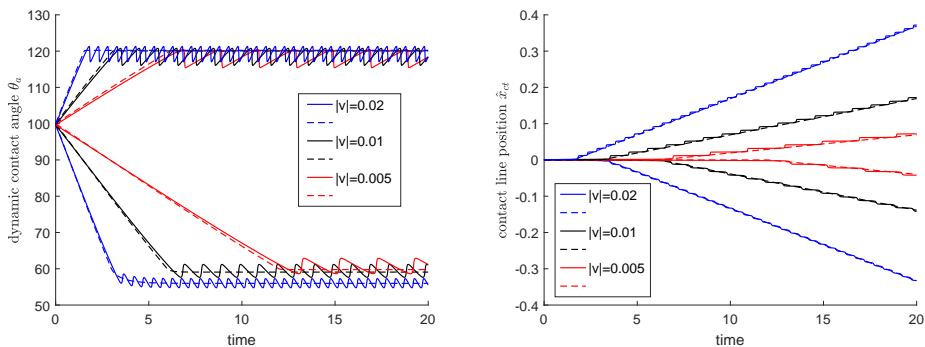 130
120
110
100
90
80
70
60
50
0
5
10
15
20
time
dynamic contact angle θₐ
|v|=0.02
|v|=0.01
|v|=0.005
0.4
0.3
0.2
0.1
0
-0.1
-0.2
-0.3
-0.4
0
5
10
15
20
time
contact line position x̂_{ct}
|v|=0.02
|v|=0.01
|v|=0.005